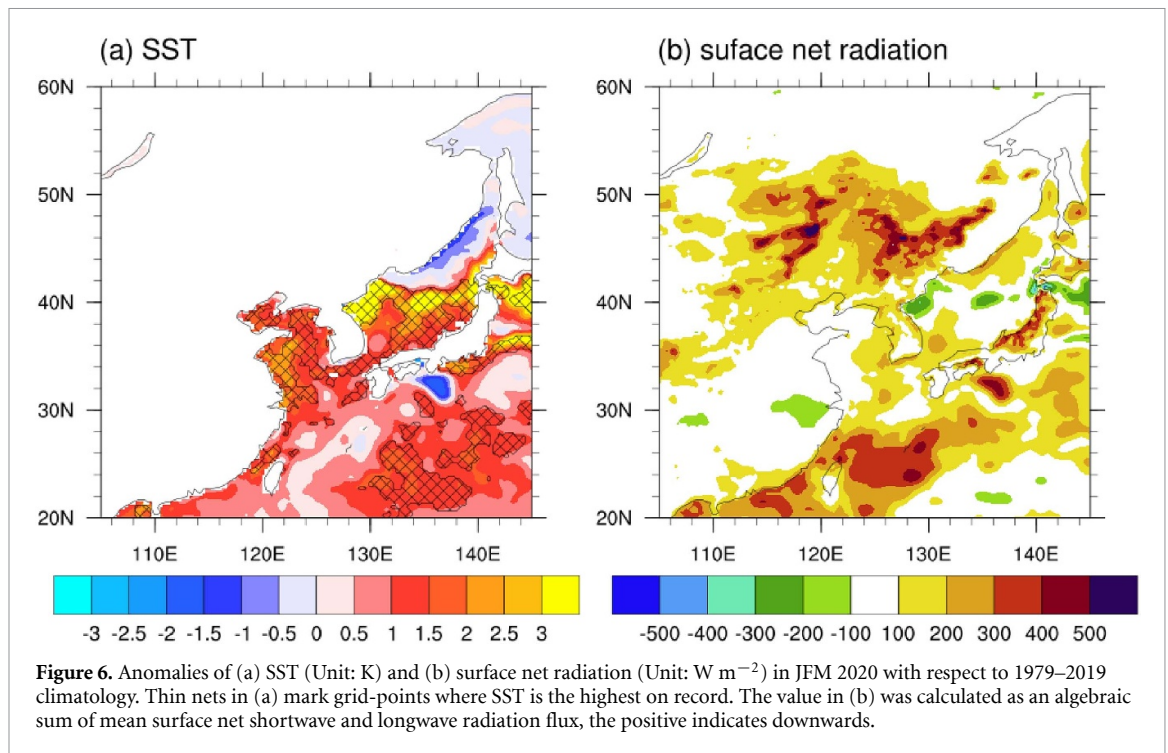 (a) SST
(b) suface net radiation
60N
50N
40N
30N
20N
110E 120E 130E 140E
60N
50N
40N
30N
20N
110E 120E 130E 140E
-3 -2.5 -2 -1.5 -1 -0.5 0 0.5 1 1.5 2 2.5 3
-500 -400 -300 -200 -100 100 200 300 400 500
Figure 6. Anomalies of (a) SST (Unit: K) and (b) surface net radiation (Unit: W m−2) in JFM 2020 with respect to 1979–2019
climatology. Thin nets in (a) mark grid-points where SST is the highest on record. The value in (b) was calculated as an algebraic
sum of mean surface net shortwave and longwave radiation flux, the positive indicates downwards.